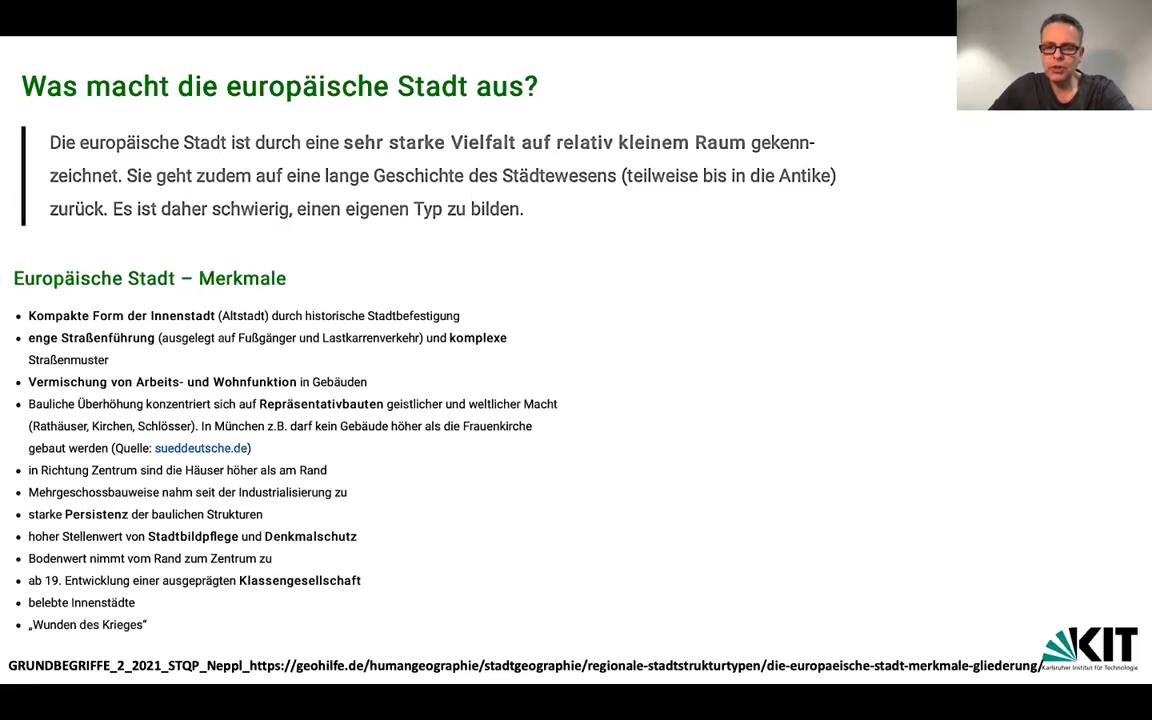 Was macht die europäische Stadt aus?
Die europäische Stadt ist durch eine sehr starke Vielfalt auf relativ kleinem Raum gekenn-
zeichnet. Sie geht zudem auf eine lange Geschichte des Städtewesens (teilweise bis in die Antike)
zurück. Es ist daher schwierig, einen eigenen Typ zu bilden.
Europäische Stadt – Merkmale
• Kompakte Form der Innenstadt (Altstadt) durch historische Stadtbefestigung
• enge Straßenführung (ausgelegt auf Fußgänger und Lastkarrenverkehr) und komplexe
Straßenmuster
• Vermischung von Arbeits- und Wohnfunktion in Gebäuden
• Bauliche Überhöhung konzentriert sich auf Repräsentativbauten geistlicher und weltlicher Macht
(Rathäuser, Kirchen, Schlösser). In München z.B. darf kein Gebäude höher als die Frauenkirche
gebaut werden (Quelle: sueddeutsche.de)
• in Richtung Zentrum sind die Häuser höher als am Rand
• Mehrgeschossbauweise nahm seit der Industrialisierung zu
• starke Persistenz der baulichen Strukturen
• hoher Stellenwert von Stadtbildpflege und Denkmalschutz
• Bodenwert nimmt vom Rand zum Zentrum zu
• ab 19. Entwicklung einer ausgeprägten Klassengesellschaft
• belebte Innenstädte
• „Wunden des Krieges“
GRUNDBEGRIFFE_2_2021_STQP_Neppl_https://geohilfe.de/humangeographie/stadtgeographie/regionale-stadtstrukturtypen/die-europaeische-stadt-merkmale-gliederung/
KIT
Karlsruher Institut für Technologie